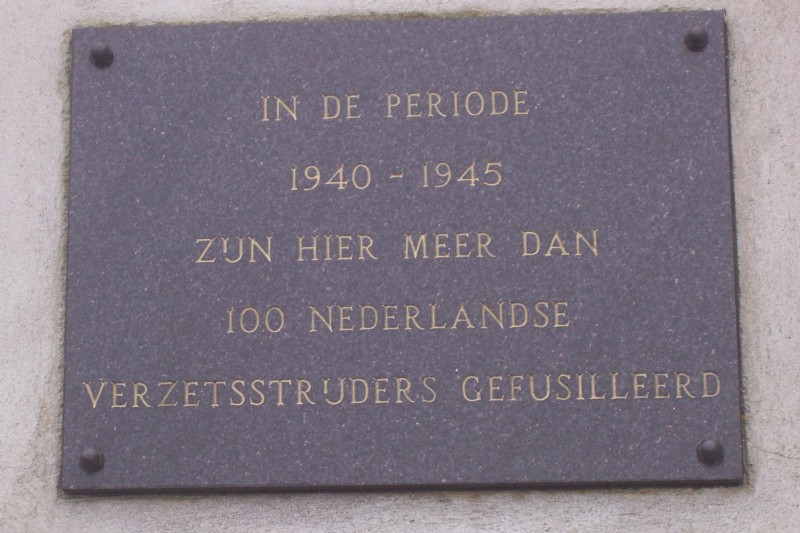 IN DE PERIODE
1940 - 1945
ZIJN HIER MEER DAN
100 NEDERLANDSE
VERZETSSTRIJDERS GEFUSILLEERD